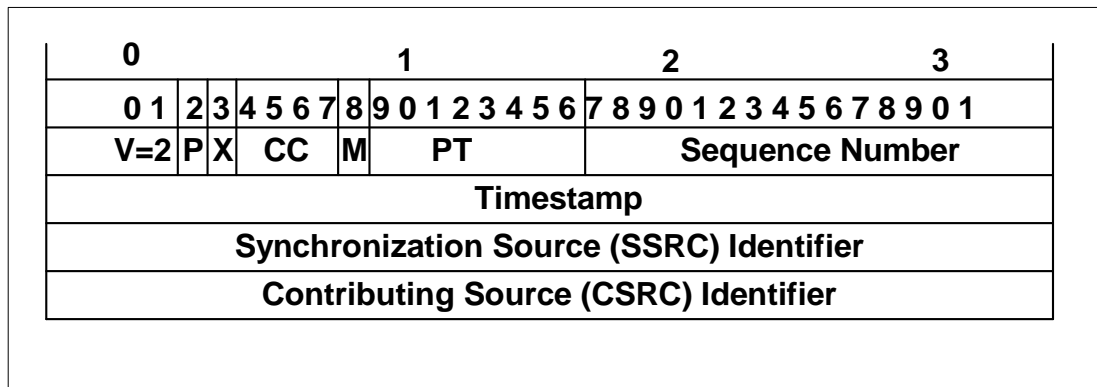 0 1 2 3
0 1 2 3 4 5 6 7 8 9 0 1 2 3 4 5 6 7 8 9 0 1 2 3 4 5 6 7 8 9 0 1
V=2 P X CC M PT Sequence Number
Timestamp
Synchronization Source (SSRC) Identifier
Contributing Source (CSRC) Identifier